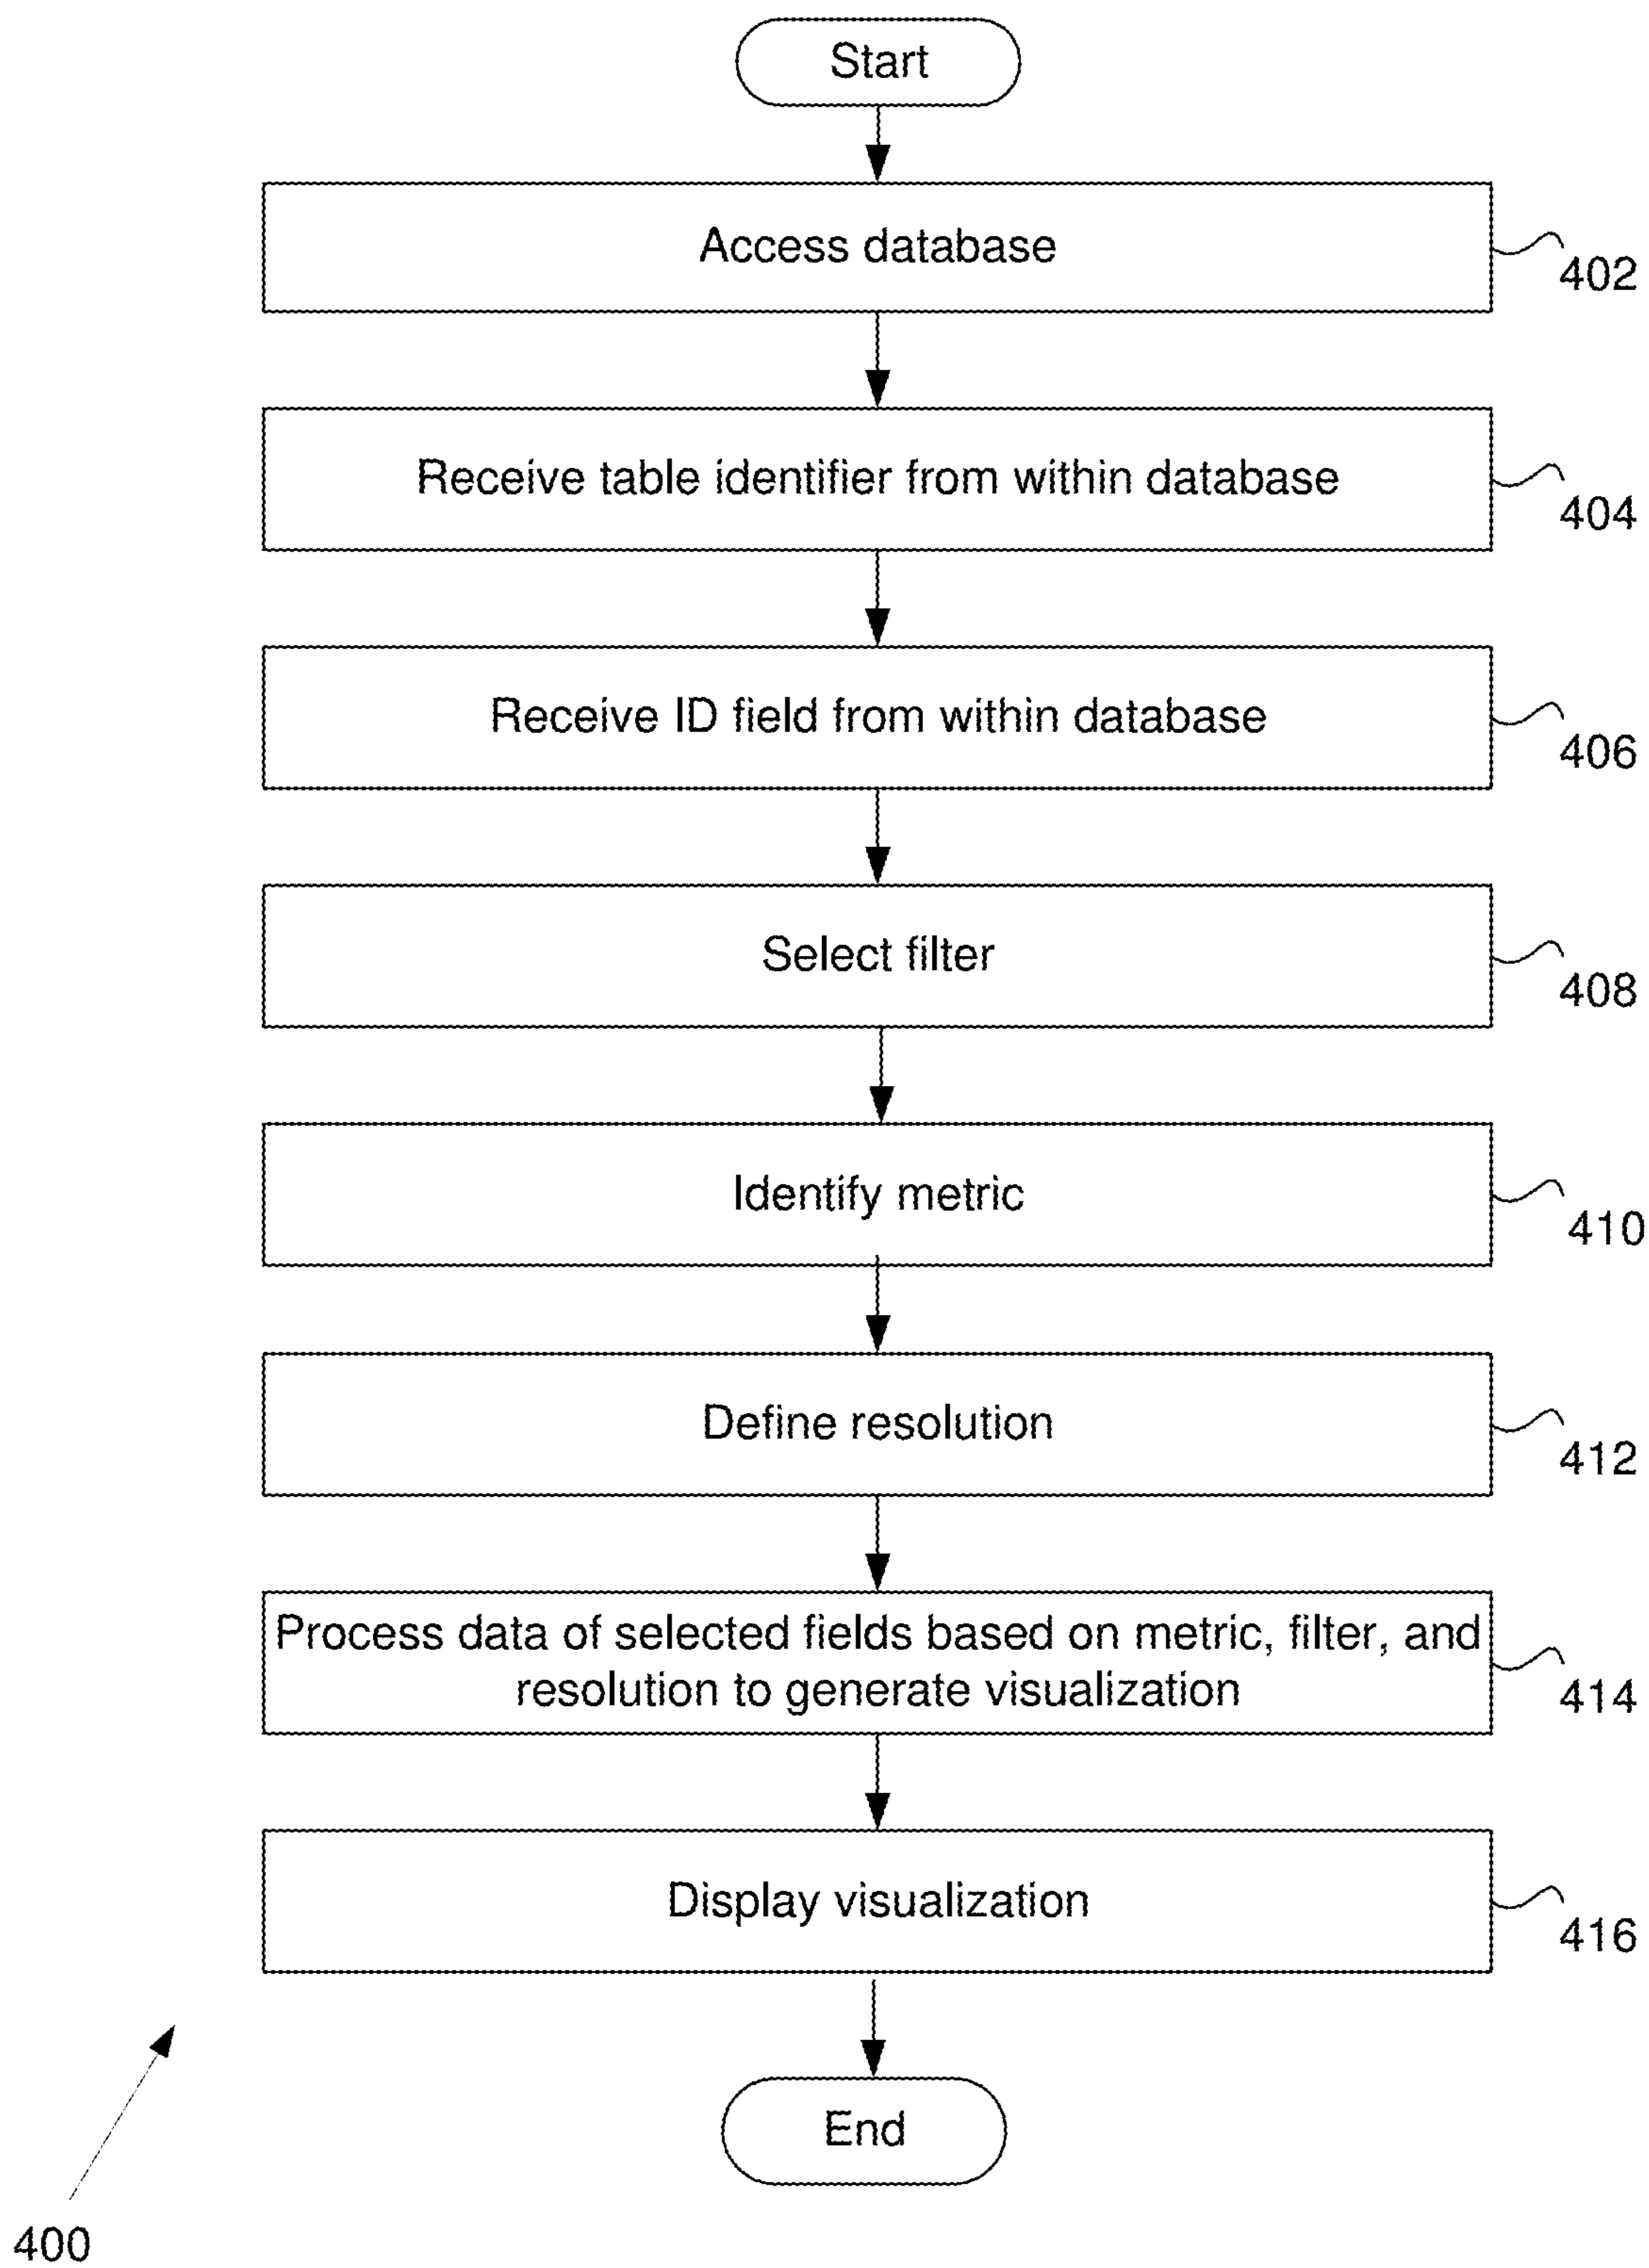 Start
Access database
402
Receive table identifier from within database
404
Receive ID field from within database
406
Select filter
408
Identify metric
410
Define resolution
412
Process data of selected fields based on metric, filter, and
resolution to generate visualization
414
Display visualization
416
End
400